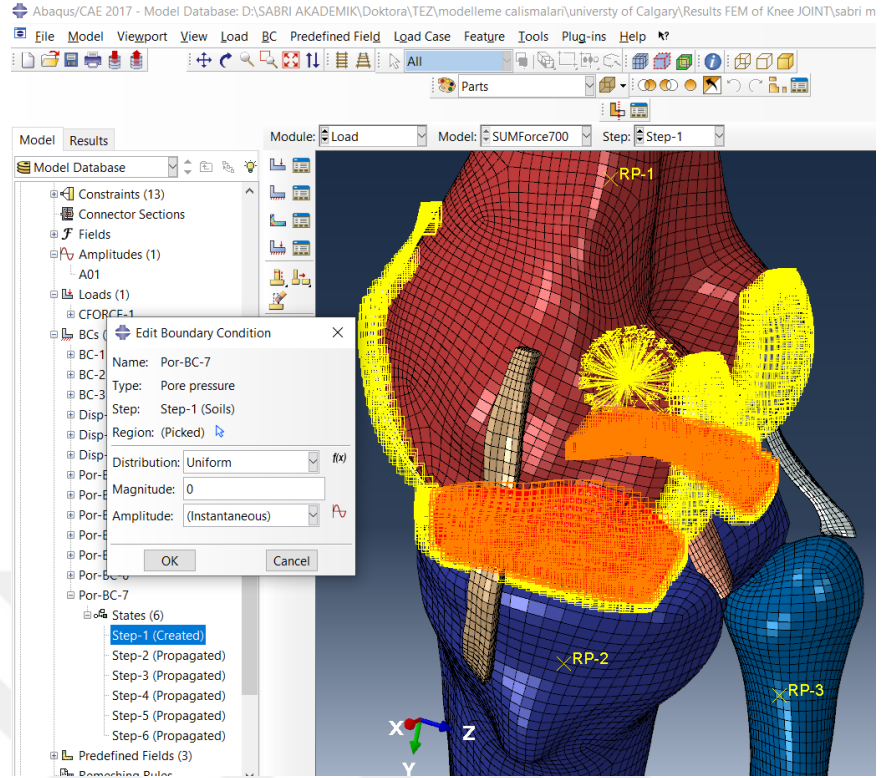 Abaqus/CAE 2017 - Model Database: D:\SABRI AKADEMIK\Doktora\TEZ\modelleme calismalari\universty of Calgary\Results FEM of Knee JOINT\sabri m
File Model Viewport View Load BC Predefined Field Load Case Feature Tools Plug-ins Help
All
Parts
Model Results
Module: Load Model: SUMForce700 Step: Step-1
Model Database
Constraints (13)
Connector Sections
Fields
Amplitudes (1)
A01
Loads (1)
CFORCE-1
BCs (
BC-1
BC-2
BC-3
Disp-
Disp-
Disp-
Por-B
Por-B
Por-B
Por-B
Por-B
Por-BC-6
Por-BC-7
States (6)
Step-1 (Created)
Step-2 (Propagated)
Step-3 (Propagated)
Step-4 (Propagated)
Step-5 (Propagated)
Step-6 (Propagated)
Predefined Fields (3)
Remeshing Rules
Edit Boundary Condition
Name: Por-BC-7
Type: Pore pressure
Step: Step-1 (Soils)
Region: (Picked)
Distribution: Uniform f(x)
Magnitude: 0
Amplitude: (Instantaneous)
OK Cancel
RP-1
RP-2
RP-3
X Z
Y